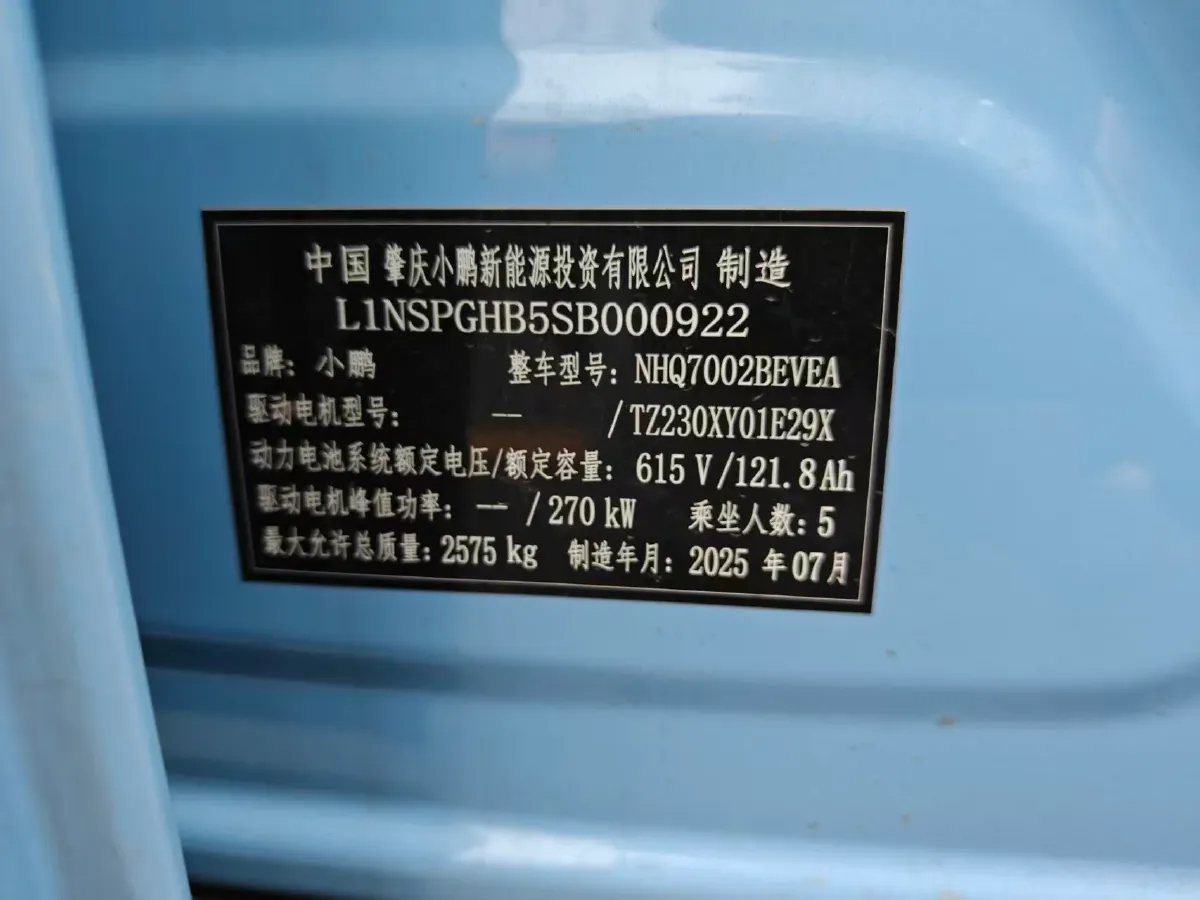 中国 肇庆小鹏新能源投资有限公司 制造
L1NSPGHB5SB000922
品牌: 小鹏 整车型号: NHQ7002BEVEA
驱动电机型号: -- /TZ230XY01E29X
动力电池系统额定电压/额定容量: 615 V/121.8Ah
驱动电机峰值功率: -- /270 kW 乘坐人数: 5
最大允许总质量: 2575 kg 制造年月: 2025 年07月